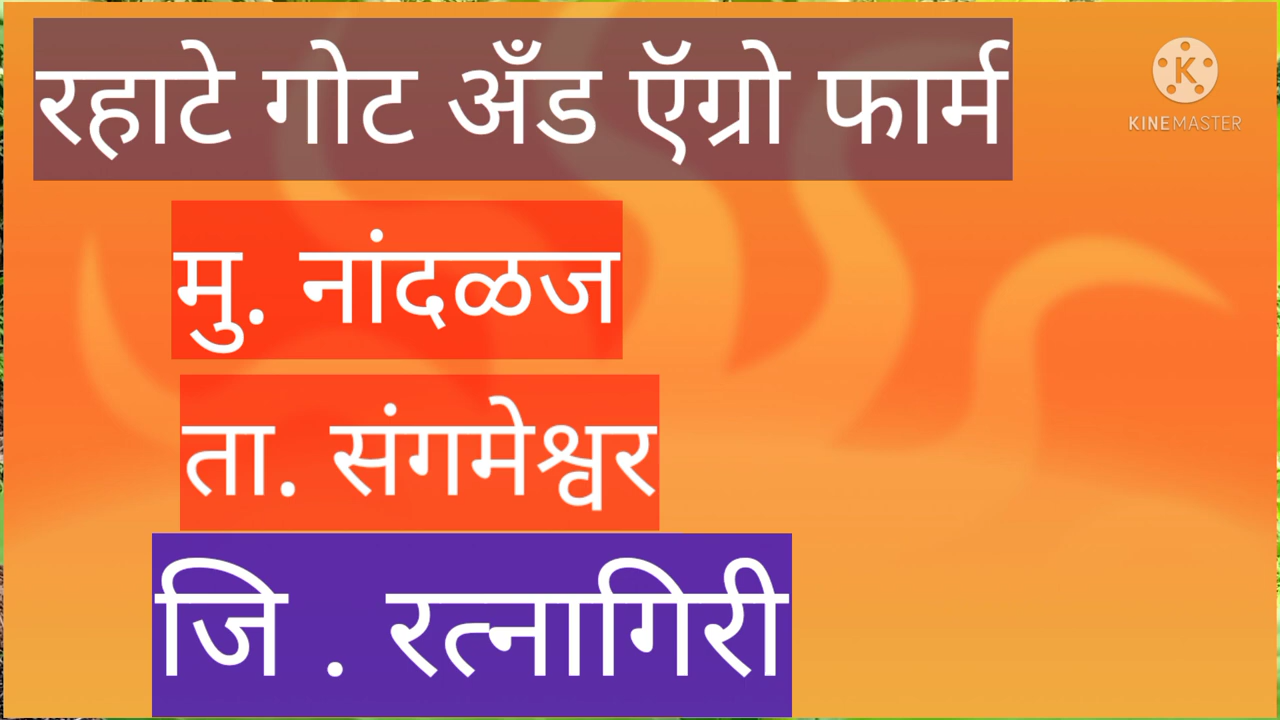 रहाटे गोट अँड ऍग्रो फार्म
KINEMASTER
मु. नांदळज
ता. संगमेश्वर
जि . रत्नागिरी